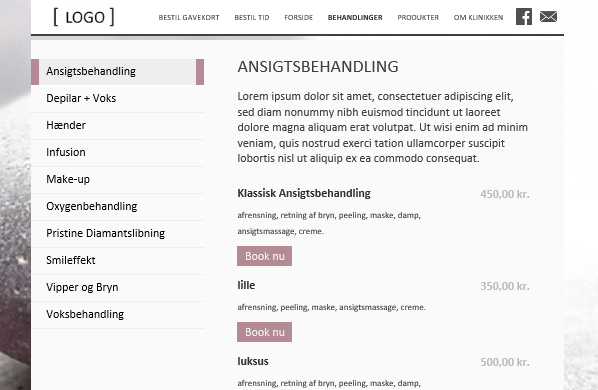 [ LOGO ]
BESTIL GAVEKORT BESTIL TID FORSIDE BEHANDLINGER PRODUKTER OM KLINIKKEN
Ansigtsbehandling
Depilar + Voks
Hænder
Infusion
Make-up
Oxygenbehandling
Pristine Diamantslibning
Smileffekt
Vipper og Bryn
Voksbehandling
ANSIGTSBEHANDLING
Lorem ipsum dolor sit amet, consectetuer adipiscing elit,
sed diam nonummy nibh euismod tincidunt ut laoreet
dolore magna aliquam erat volutpat. Ut wisi enim ad minim
veniam, quis nostrud exerci tation ullamcorper suscipit
lobortis nisl ut aliquip ex ea commodo consequat.
Klassisk Ansigtsbehandling 450,00 kr.
afrensning, retning af bryn, peeling, maske, damp,
ansigtsmassage, creme.
Book nu
lille 350,00 kr.
afrensning, peeling, maske, ansigtsmassage, creme.
Book nu
luksus 500,00 kr.
afrensning, retning af bryn, peeling, maske, damp,